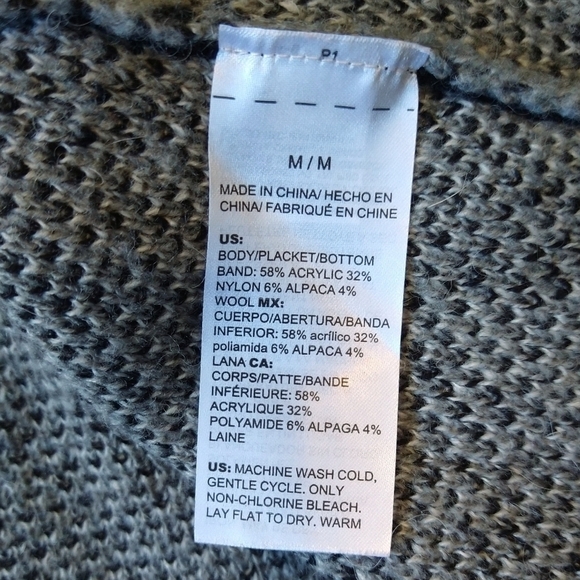 P1
M / M
MADE IN CHINA/ HECHO EN
CHINA/ FABRIQUÉ EN CHINE
US:
BODY/PLACKET/BOTTOM
BAND: 58% ACRYLIC 32%
NYLON 6% ALPACA 4%
WOOL MX:
CUERPO/ABERTURA/BANDA
INFERIOR: 58% acrílico 32%
poliamida 6% ALPACA 4%
LANA CA:
CORPS/PATTE/BANDE
INFÉRIEURE: 58%
ACRYLIQUE 32%
POLYAMIDE 6% ALPAGA 4%
LAINE
US: MACHINE WASH COLD,
GENTLE CYCLE. ONLY
NON-CHLORINE BLEACH.
LAY FLAT TO DRY. WARM